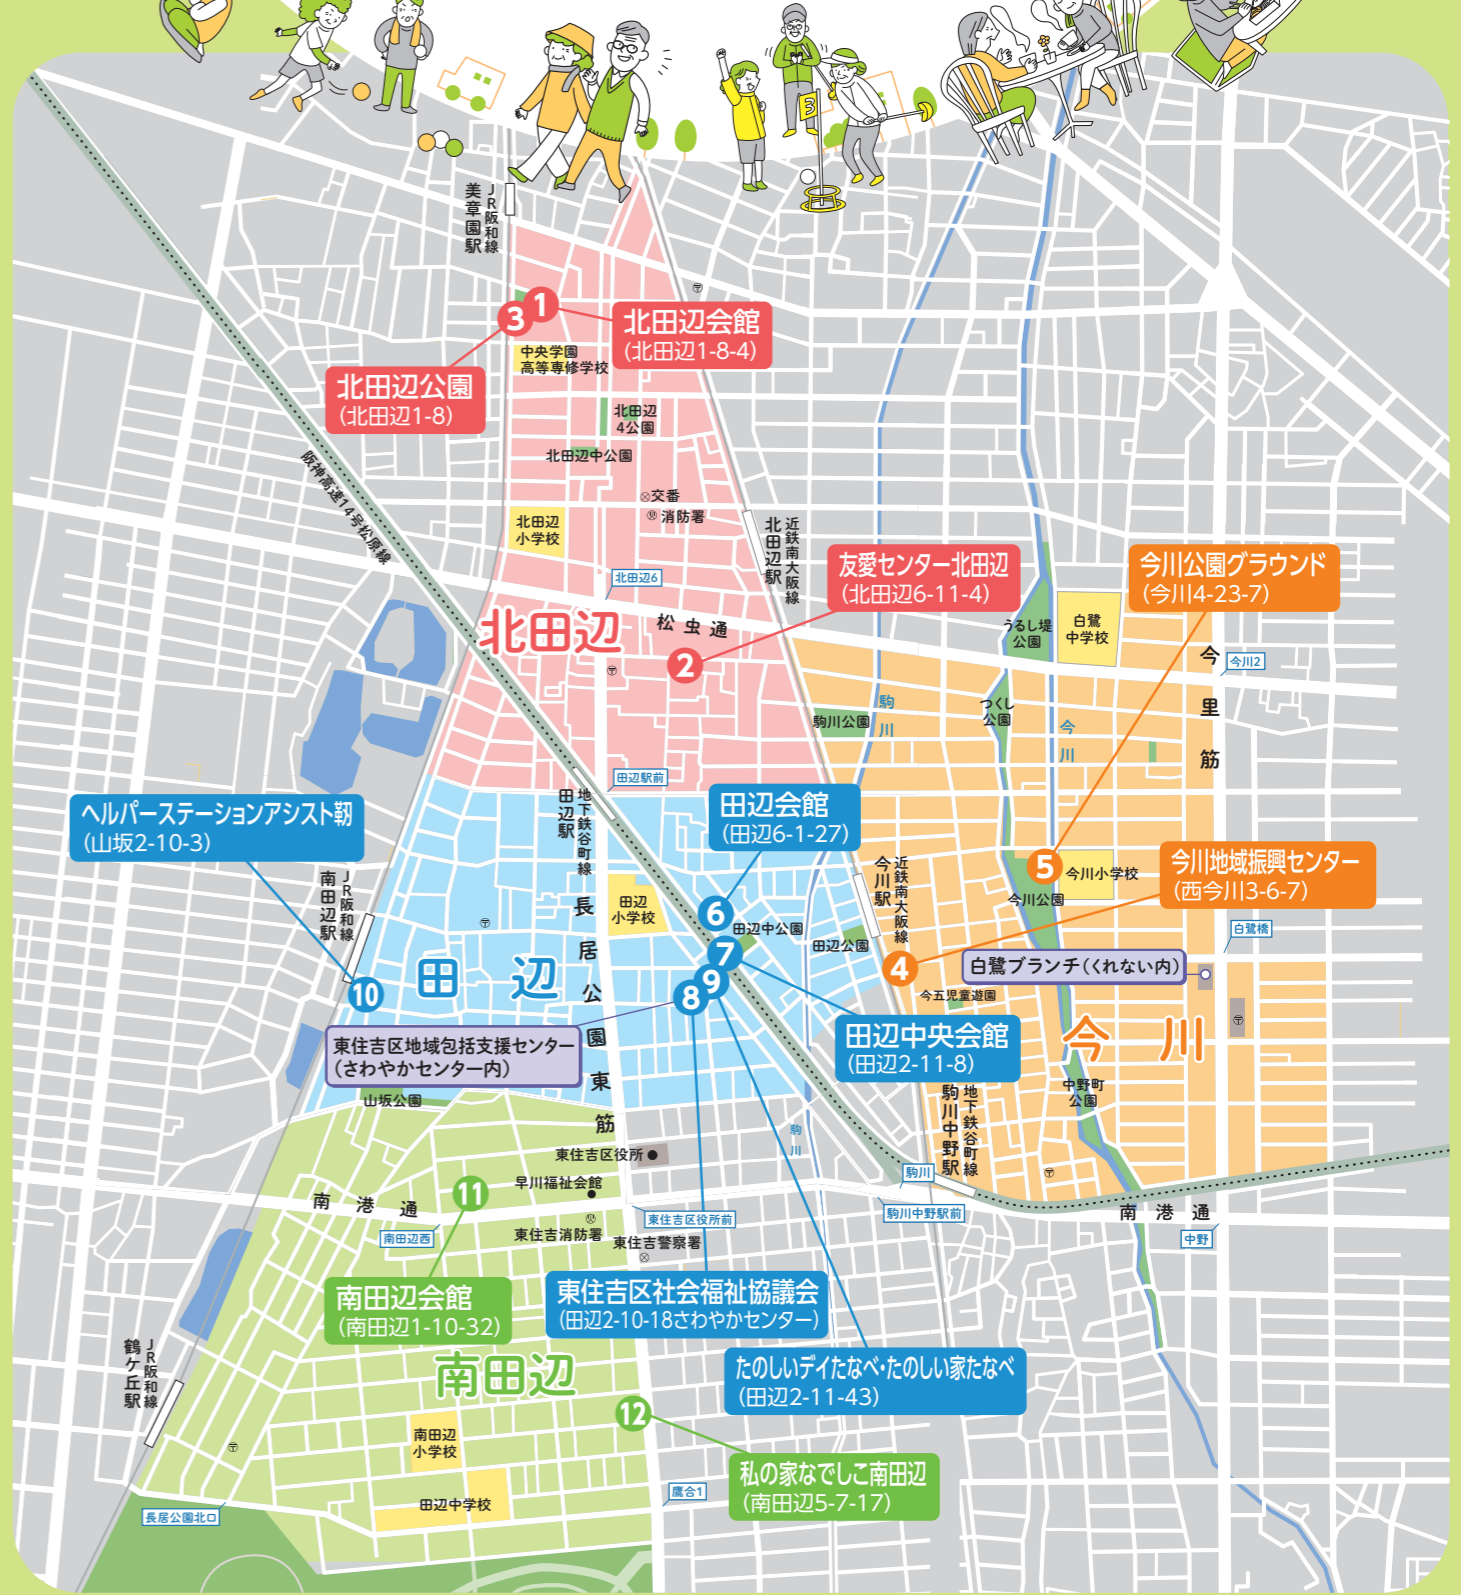 3
JR阪和線
美章園駅
〒
1
3
北田辺会館
(北田辺1-8-4)
中央学園
高等専修学校
北田辺公園
(北田辺1-8)
北田辺
4公園
北田辺中公園
阪神高速14号松原線
交番
消防署
北田辺
小学校
近鉄南大阪線
北田辺駅
北田辺6
友愛センター北田辺
(北田辺6-11-4)
今川公園グラウンド
(今川4-23-7)
北田辺
松虫通
2
〒
うるし堤
公園
白鷺
中学校
今里筋
今川2
駒川公園
駒川
つくし
公園
今川
田辺駅前
地下鉄谷町線
田辺駅
ヘルパーステーションアシスト靭
(山坂2-10-3)
田辺会館
(田辺6-1-27)
近鉄南大阪線
今川駅
5
今川小学校
今川公園
今川地域振興センター
(西今川3-6-7)
JR阪和線
南田辺駅
〒
田辺
小学校
長居公園東筋
6
田辺中公園
田辺公園
白鷺橋
7
9
8
4
白鷺ブランチ(くれない内)
10
田辺
今五児童遊園
〒
東住吉区地域包括支援センター
(さわやかセンター内)
田辺中央会館
(田辺2-11-8)
今川
山坂公園
中野町
公園
地下鉄谷町線
駒川中野駅
駒川
東住吉区役所
早川福祉会館
11
南港通
駒川
〒
東住吉区役所前
駒川中野駅前
南港通
南田辺西
東住吉消防署
東住吉警察署
中野
南田辺会館
(南田辺1-10-32)
東住吉区社会福祉協議会
(田辺2-10-18さわやかセンター)
JR阪和線
鶴ケ丘駅
南田辺
たのしいデイたなべ・たのしい家たなべ
(田辺2-11-43)
12
〒
南田辺
小学校
私の家なでしこ南田辺
(南田辺5-7-17)
田辺中学校
鷹合1
長居公園北口